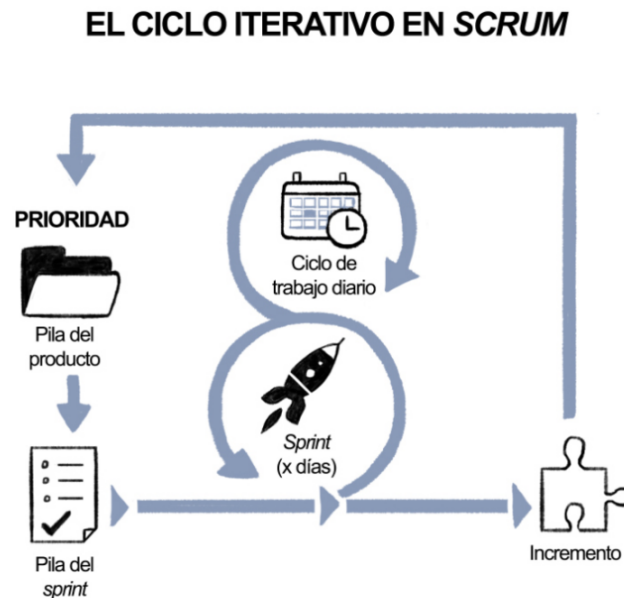 EL CICLO ITERATIVO EN SCRUM
PRIORIDAD
Pila del
producto
Ciclo de
trabajo diario
Sprint
(x días)
Pila del
sprint
Incremento